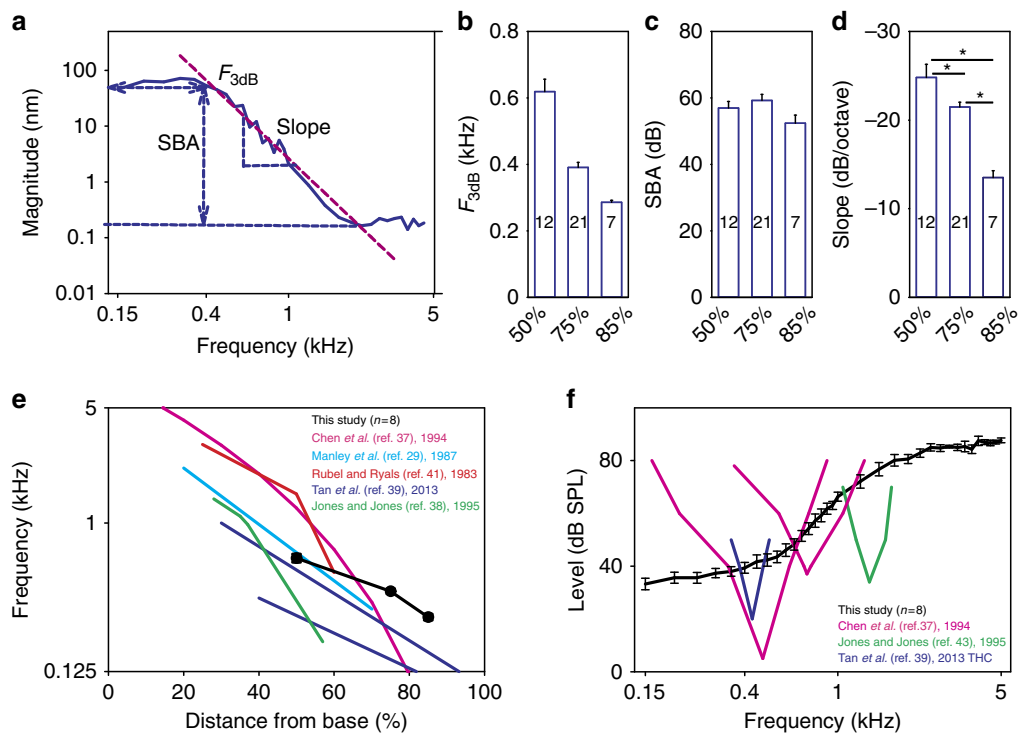 a
Magnitude (nm)
100
10
1
0.1
0.01
F3dB
SBA
Slope
0.15
0.4
1
5
Frequency (kHz)
b
F3dB (kHz)
0.8
0.6
0.4
0.2
0
12
21
7
50%
75%
85%
c
SBA (dB)
80
60
40
20
0
12
21
7
50%
75%
85%
d
Slope (dB/octave)
–30
–20
–10
0
*
*
*
12
21
7
50%
75%
85%
e
Frequency (kHz)
5
1
0.125
This study (n=8)
Chen et al. (ref. 37), 1994
Manley et al. (ref. 29), 1987
Rubel and Ryals (ref. 41), 1983
Tan et al. (ref. 39), 2013
Jones and Jones (ref. 38), 1995
0
20
40
60
80
100
Distance from base (%)
f
Level (dB SPL)
80
40
0
This study (n=8)
Chen et al. (ref.37), 1994
Jones and Jones (ref. 43), 1995
Tan et al. (ref. 39), 2013 THC
0.15
0.4
1
5
Frequency (kHz)